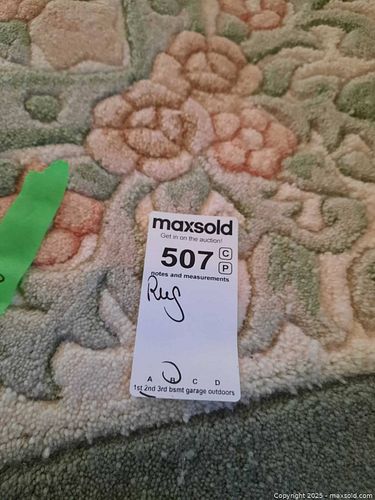 maxsold
Get in on the auction!
507 C
P
notes and measurements
Rug
A B C D
1st 2nd 3rd bsmt garage outdoors
Copyright 2025 - maxsold.com